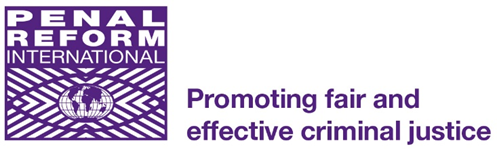 PENAL
REFORM
INTERNATIONAL
Promoting fair and
effective criminal justice